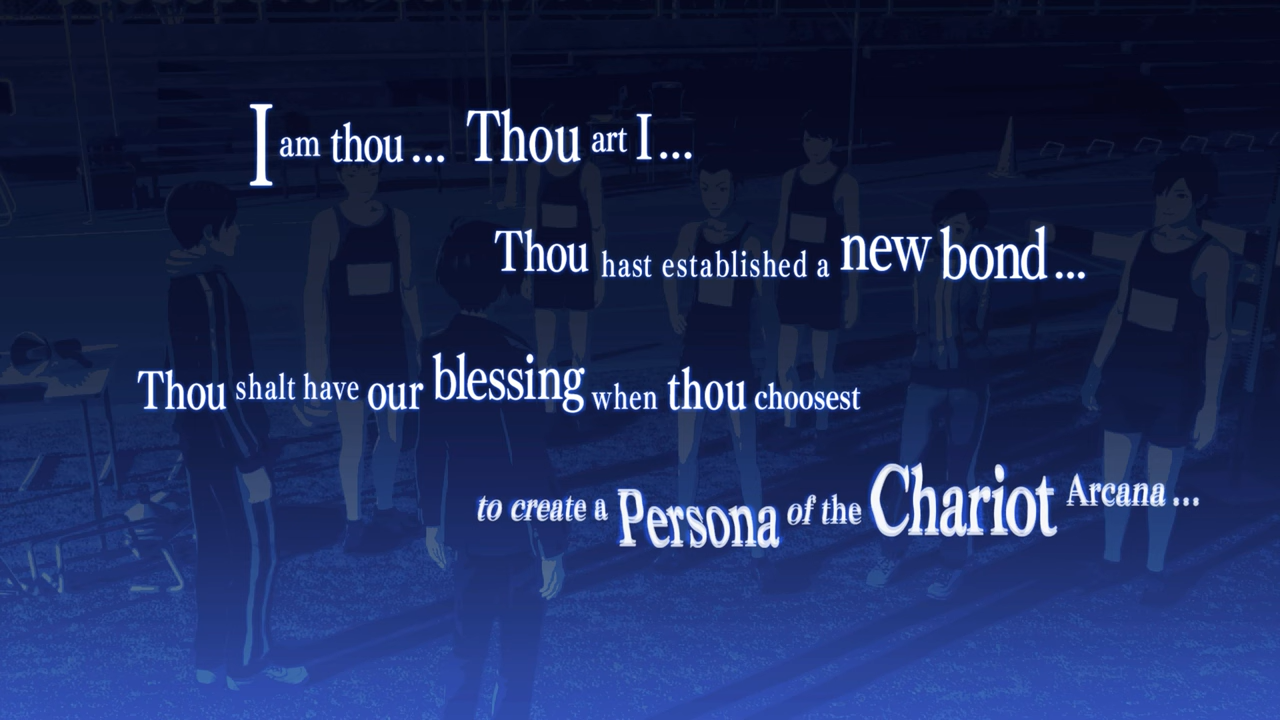 I am thou... Thou art I...
Thou hast established a new bond...
Thou shalt have our blessing when thou choosest
to create a Persona of the Chariot Arcana...